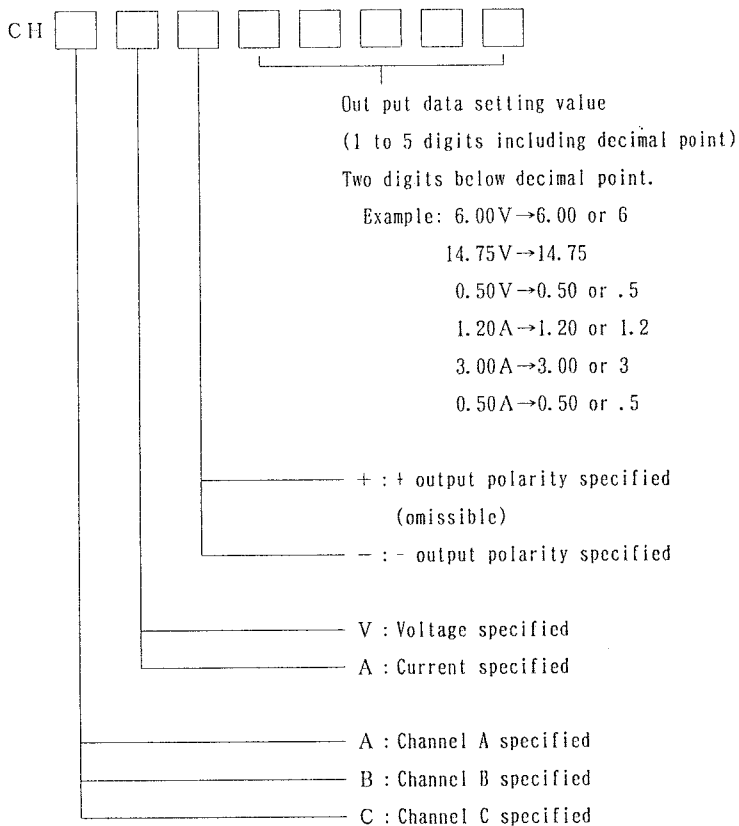 CH
Out put data setting value
(1 to 5 digits including decimal point)
Two digits below decimal point.
Example: 6.00V→6.00 or 6
14.75V→14.75
0.50V→0.50 or .5
1.20A→1.20 or 1.2
3.00A→3.00 or 3
0.50A→0.50 or .5
+ : + output polarity specified
(omissible)
− : - output polarity specified
V : Voltage specified
A : Current specified
A : Channel A specified
B : Channel B specified
C : Channel C specified